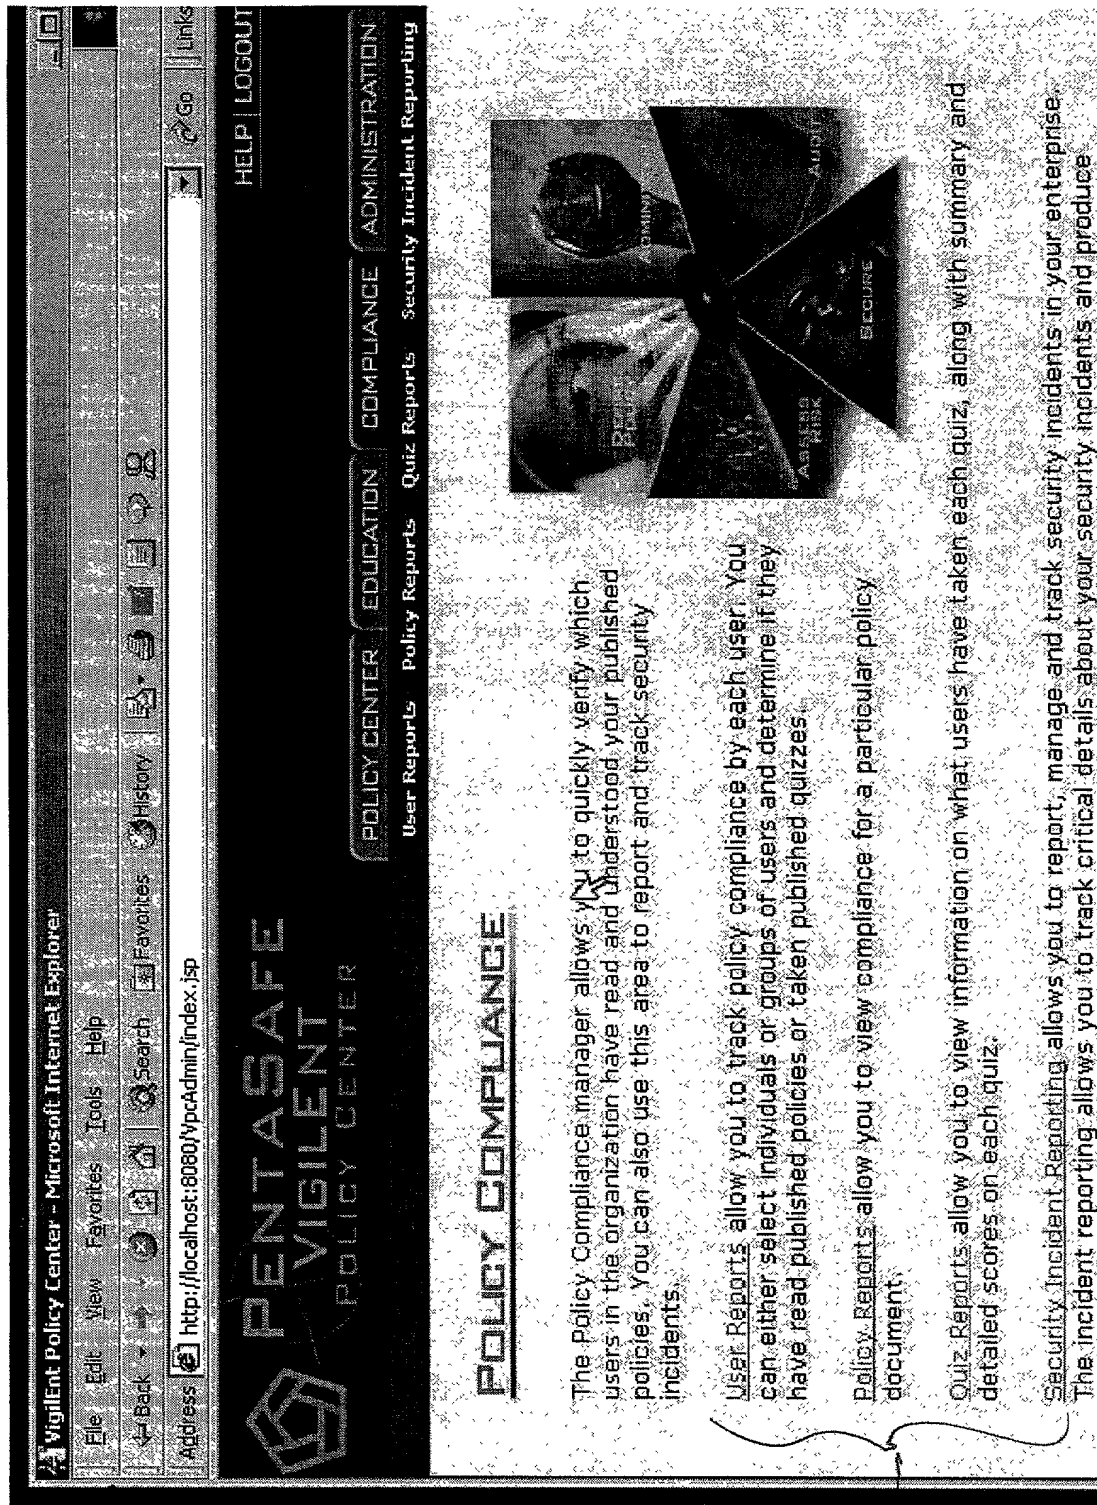 VigilEnt Policy Center - Microsoft Internet Explorer
File Edit View Favorites Tools Help
Back Search Favorites History
Address http://localhost:8080/VpcAdmin/index.jsp Go Links
HELP | LOGOUT
PENTASAFE
VIGILENT
POLICY CENTER
POLICY CENTER EDUCATION COMPLIANCE ADMINISTRATION
User Reports Policy Reports Quiz Reports Security Incident Reporting
POLICY COMPLIANCE
The Policy Compliance manager allows you to quickly verify which
users in the organization have read and understood your published
policies. You can also use this area to report and track security
incidents.
User Reports allow you to track policy compliance by each user. You
can either select individuals or groups of users and determine if they
have read published policies or taken published quizzes.
Policy Reports allow you to view compliance for a particular policy
document.
ASSESS
RISK
SECURE
AUDIT
Quiz Reports allow you to view information on what users have taken each quiz, along with summary and
detailed scores on each quiz.
Security Incident Reporting allows you to report, manage and track security incidents in your enterprise.
The incident reporting allows you to track critical details about your security incidents and produce